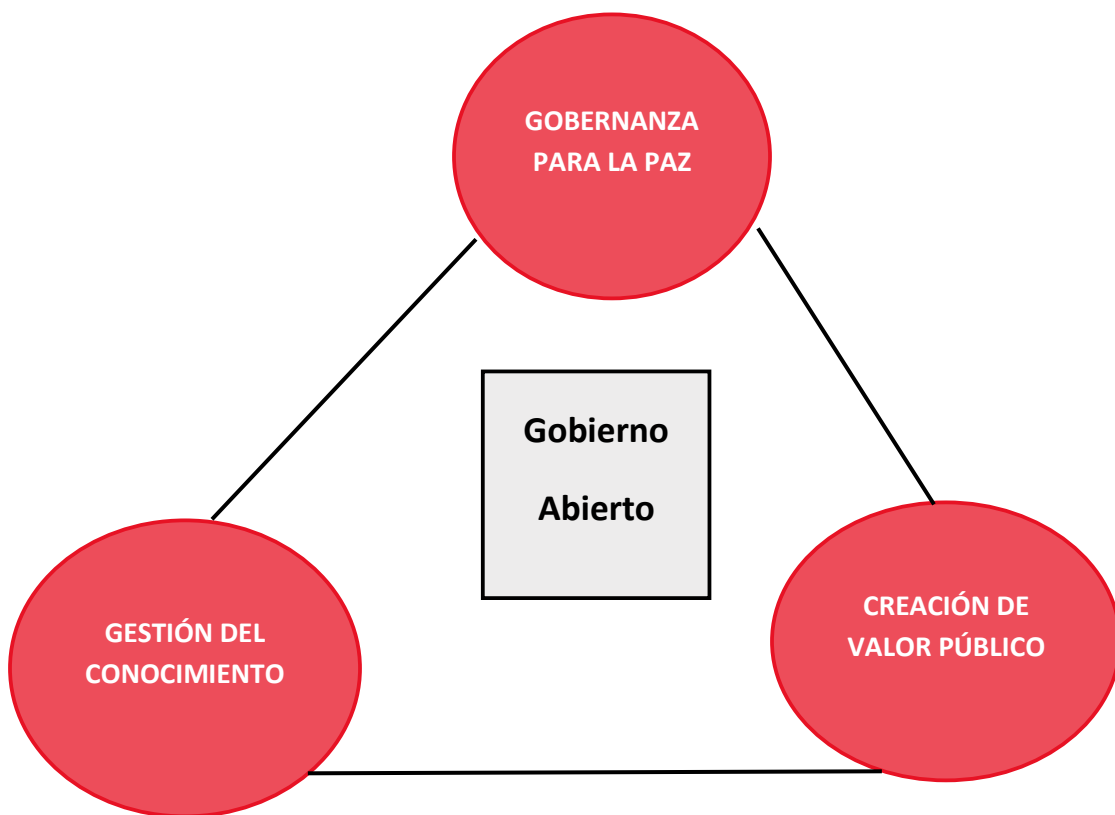 GOBERNANZA
PARA LA PAZ
Gobierno
Abierto
GESTIÓN DEL
CONOCIMIENTO
CREACIÓN DE
VALOR PÚBLICO